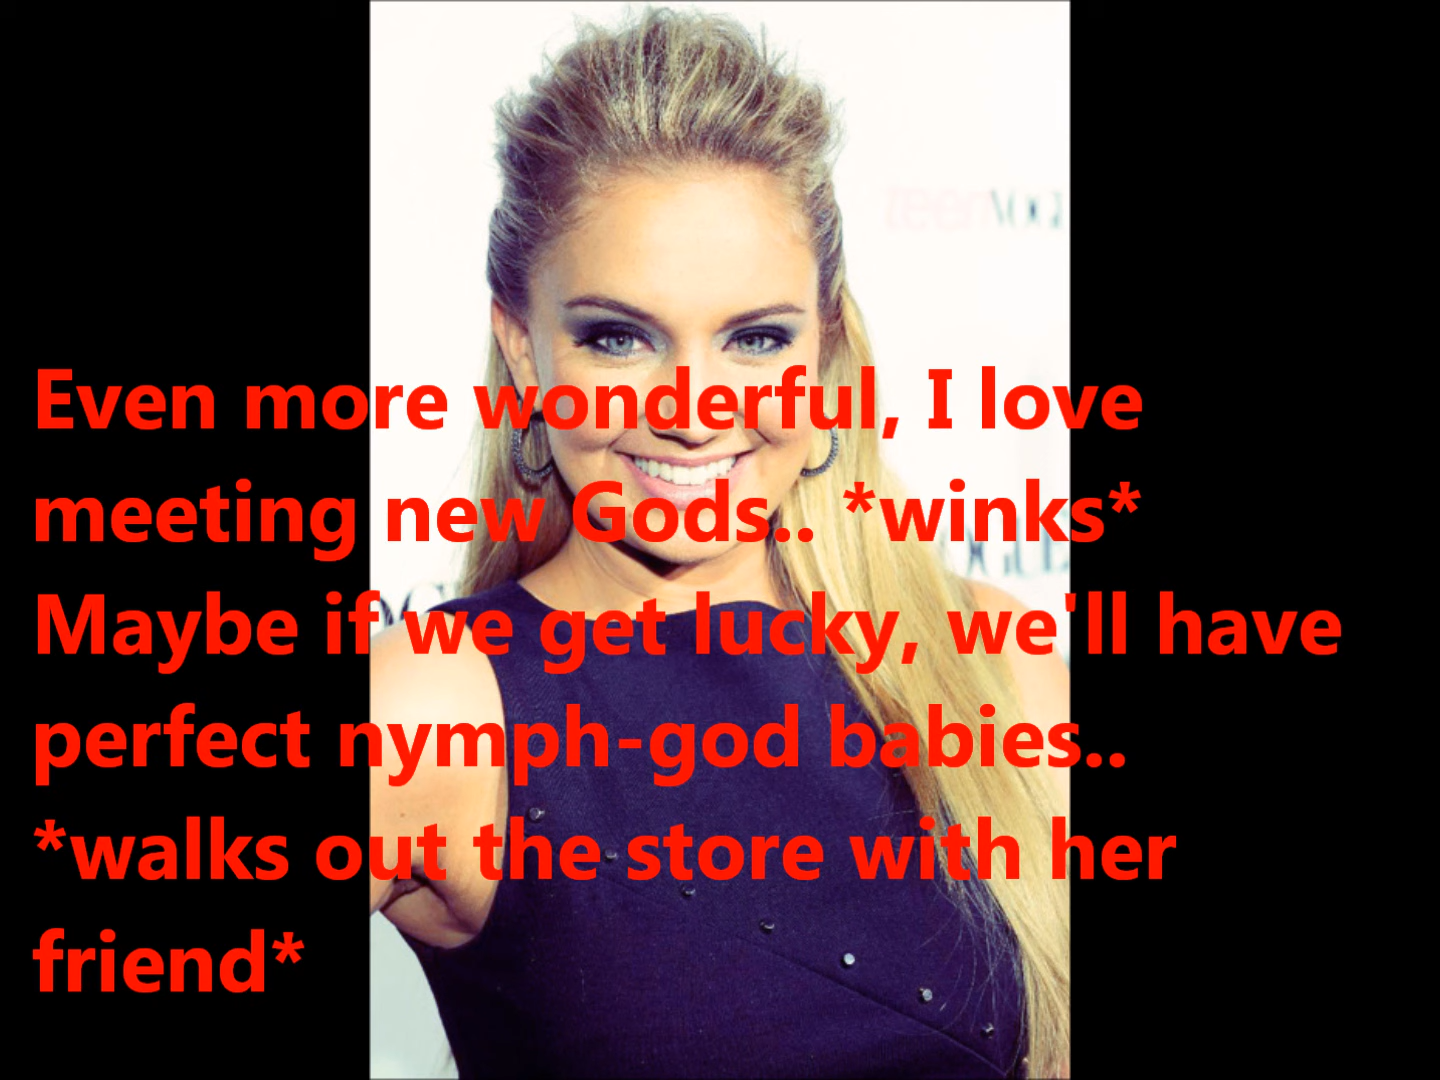 teenVOGE
Even more wonderful, I love
meeting new Gods.. *winks*
Maybe if we get lucky, we'll have
perfect nymph-god babies..
*walks out the store with her
friend*